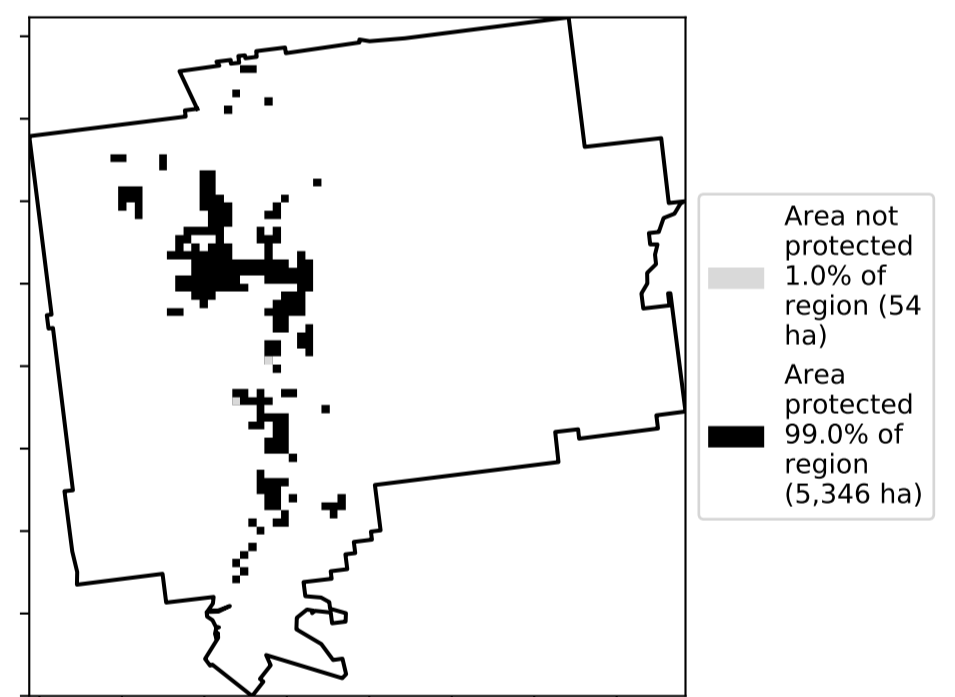 Area not
protected
1.0% of
region (54
ha)
Area
protected
99.0% of
region
(5,346 ha)